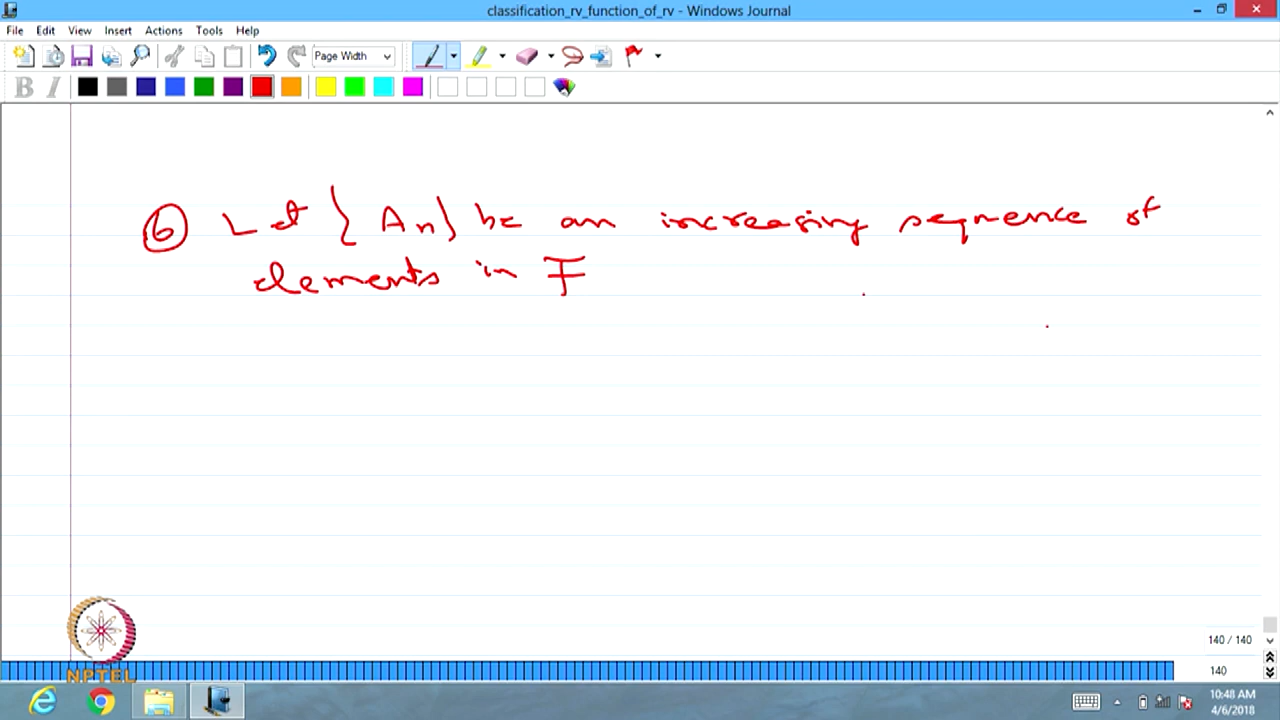 classification_rv_function_of_rv - Windows Journal
File Edit View Insert Actions Tools Help
Page Width
B I
⑥ Let {An} be an increasing sequence of
elements in F
140 / 140
140
NPTEL
10:48 AM
4/6/2018